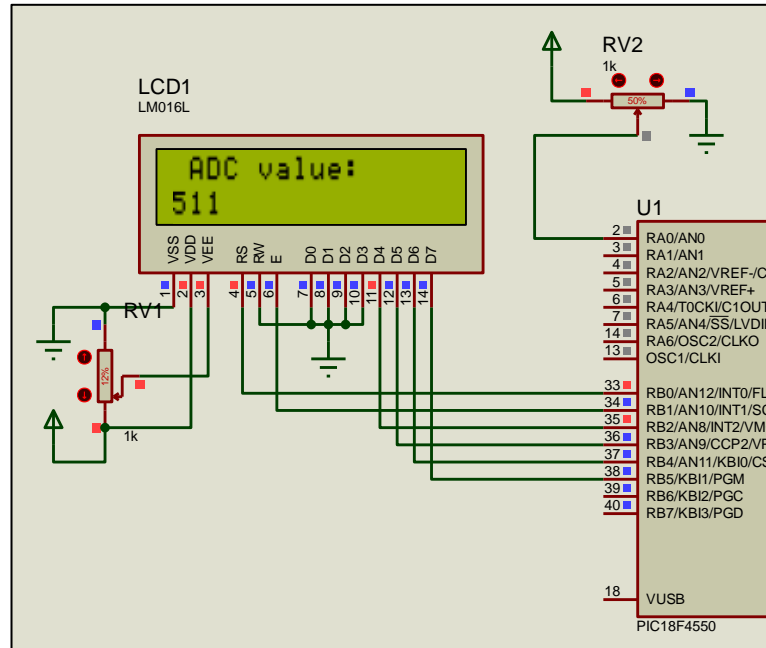 RV2
1k
50%
LCD1
LM016L
ADC value:
511
VSS
VDD
VEE
RS
RW
E
D0
D1
D2
D3
D4
D5
D6
D7
1
2
3
4
5
6
7
8
9
10
11
12
13
14
RV1
12%
1k
U1
2 RA0/AN0
3 RA1/AN1
4 RA2/AN2/VREF-/C
5 RA3/AN3/VREF+
6 RA4/T0CKI/C1OUT
7 RA5/AN4/SS/LVDI
14 RA6/OSC2/CLKO
13 OSC1/CLKI
33 RB0/AN12/INT0/FL
34 RB1/AN10/INT1/SC
35 RB2/AN8/INT2/VM
36 RB3/AN9/CCP2/VP
37 RB4/AN11/KBI0/CS
38 RB5/KBI1/PGM
39 RB6/KBI2/PGC
40 RB7/KBI3/PGD
18 VUSB
PIC18F4550